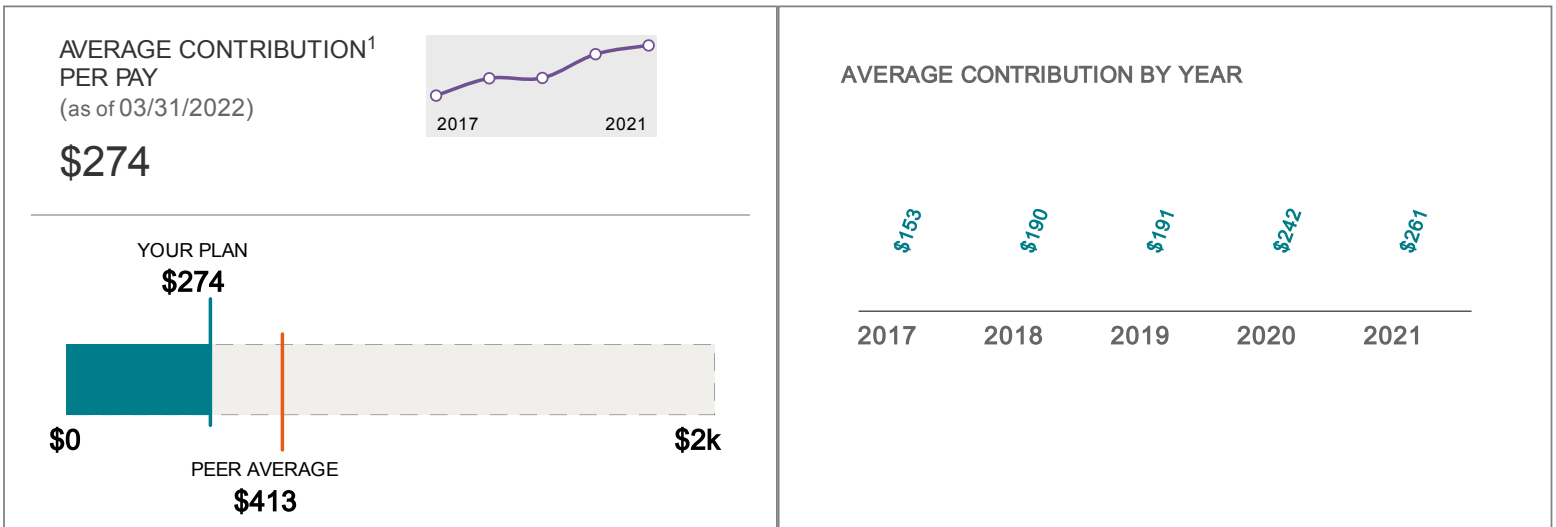 AVERAGE CONTRIBUTION¹
PER PAY
(as of 03/31/2022)
$274
2017 2021
YOUR PLAN
$274
$0 $2k
PEER AVERAGE
$413
AVERAGE CONTRIBUTION BY YEAR
$153 $190 $191 $242 $261
2017 2018 2019 2020 2021